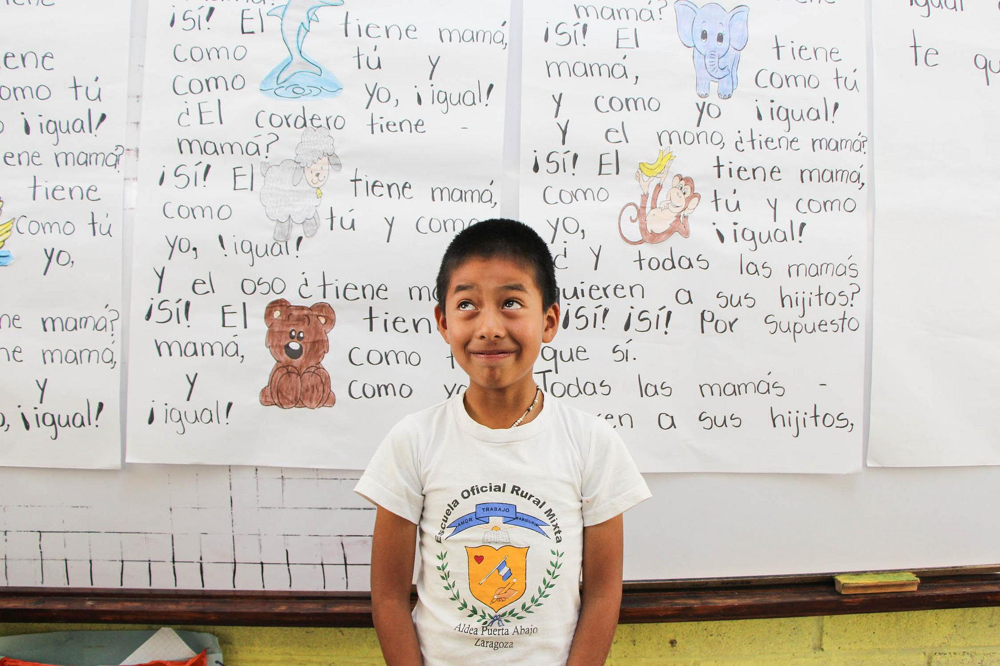 ene
como tú
¡igual!
mamá?
tiene
como tú
yo,
mamá?
mamá,
y
¡igual!
¡Sí! El tiene mamá,
como tú y
como yo, ¡igual!
¿El cordero tiene -
mamá?
¡Sí! El tiene mamá,
como tú y como
yo, !igual!
Y el oso ¿tiene
¡Sí! El
mamá, como
y como
¡igual!
mamá?
¡Sí! El tiene
mamá, como tú
y como yo ¡igual!
Y el mono, ¿tiene mamá?
¡Sí! El tiene mamá,
como tú y como
yo, ¡igual!
¿Y todas las mamás
quieren a sus hijitos?
¡Sí! ¡Sí! Por Supuesto
que sí.
Todas las mamás -
a sus hijitos,
igual
te
Escuela Oficial Rural Mixta
AMOR TRABAJO SABIDURIA
Aldea Puerta Abajo
Zaragoza